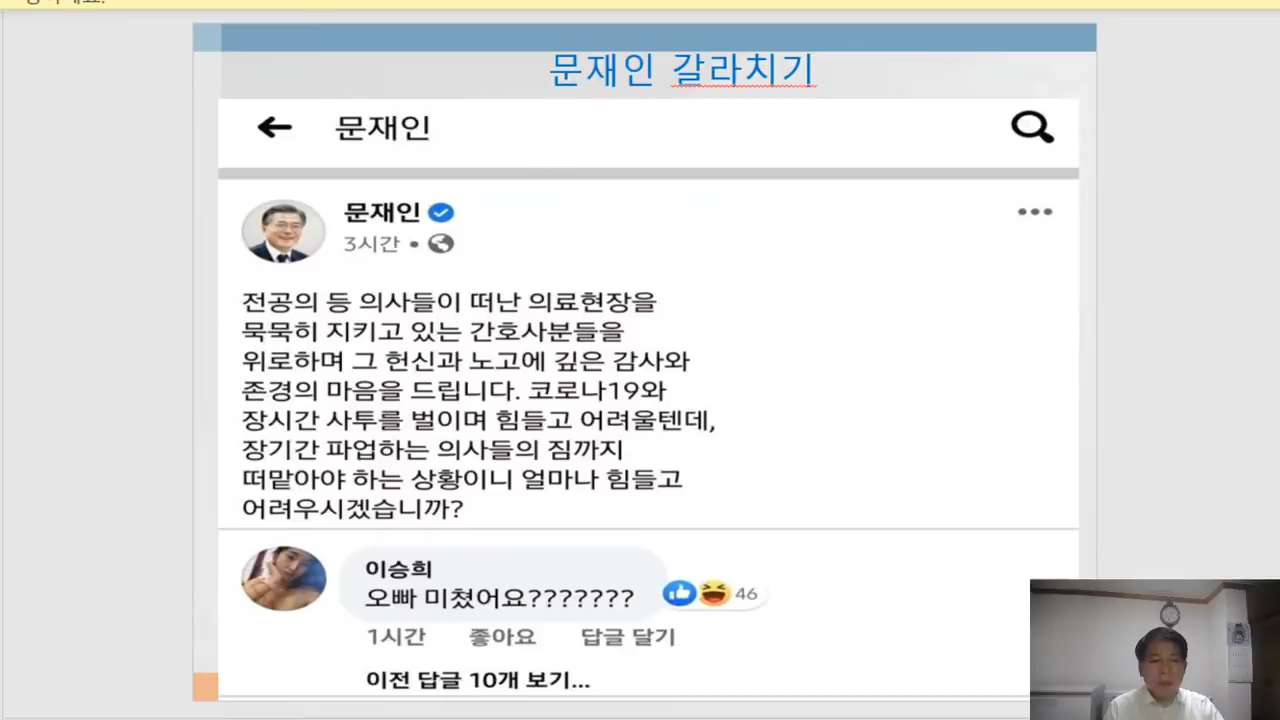 문재인 갈라치기
문재인
문재인
3시간
전공의 등 의사들이 떠난 의료현장을
묵묵히 지키고 있는 간호사분들을
위로하며 그 헌신과 노고에 깊은 감사와
존경의 마음을 드립니다. 코로나19와
장시간 사투를 벌이며 힘들고 어려울텐데,
장기간 파업하는 의사들의 짐까지
떠맡아야 하는 상황이니 얼마나 힘들고
어려우시겠습니까?
이승희
오빠 미쳤어요???????
46
1시간 좋아요 답글 달기
이전 답글 10개 보기...